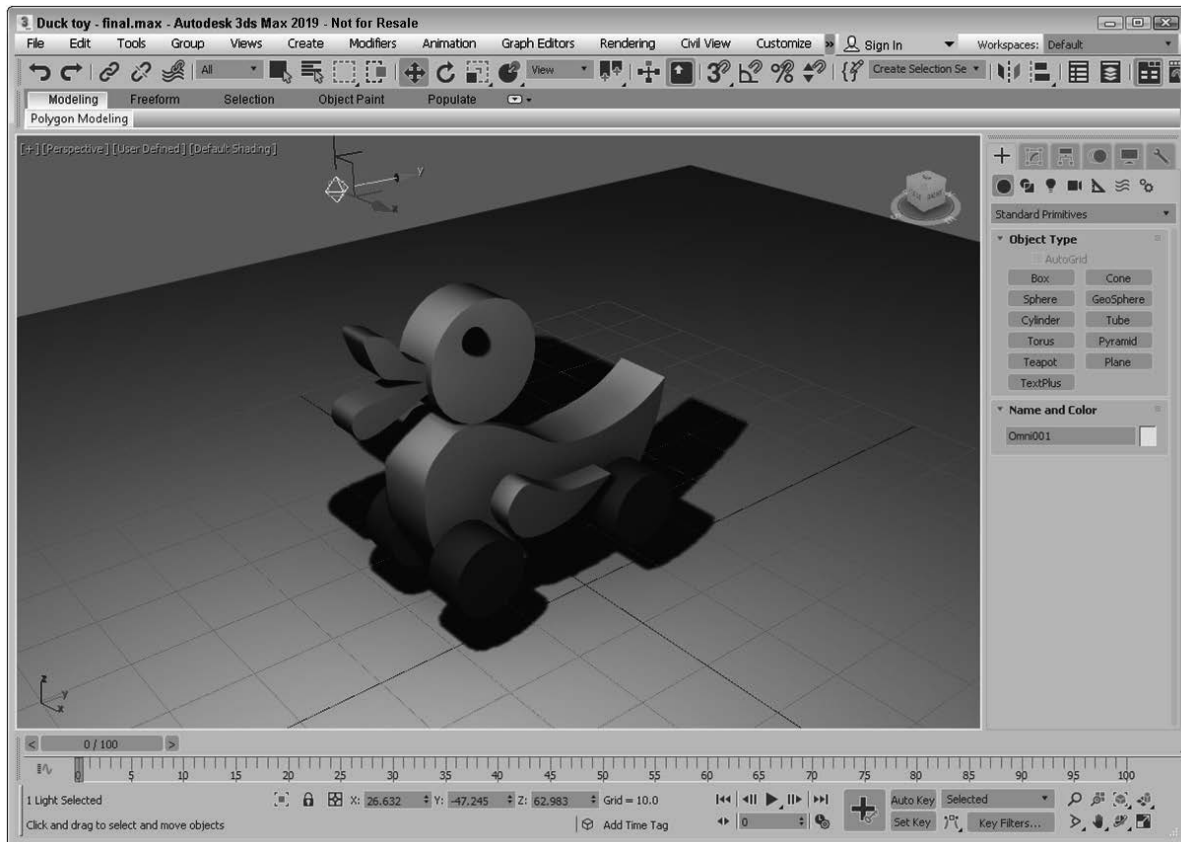 3 Duck toy - final.max - Autodesk 3ds Max 2019 - Not for Resale
File Edit Tools Group Views Create Modifiers Animation Graph Editors Rendering Civil View Customize » Sign In Workspaces: Default
All View 3 Create Selection Se
Modeling Freeform Selection Object Paint Populate
Polygon Modeling
[+] [Perspective] [User Defined] [Default Shading]
y
x
Standard Primitives
Object Type
AutoGrid
Box Cone
Sphere GeoSphere
Cylinder Tube
Torus Pyramid
Teapot Plane
TextPlus
Name and Color
Omni001
z
y
x
< 0 / 100 >
0 5 10 15 20 25 30 35 40 45 50 55 60 65 70 75 80 85 90 95 100
1 Light Selected X: 26.632 Y: -47.245 Z: 62.983 Grid = 10.0 Auto Key Selected
Click and drag to select and move objects Add Time Tag 0 Set Key Key Filters...